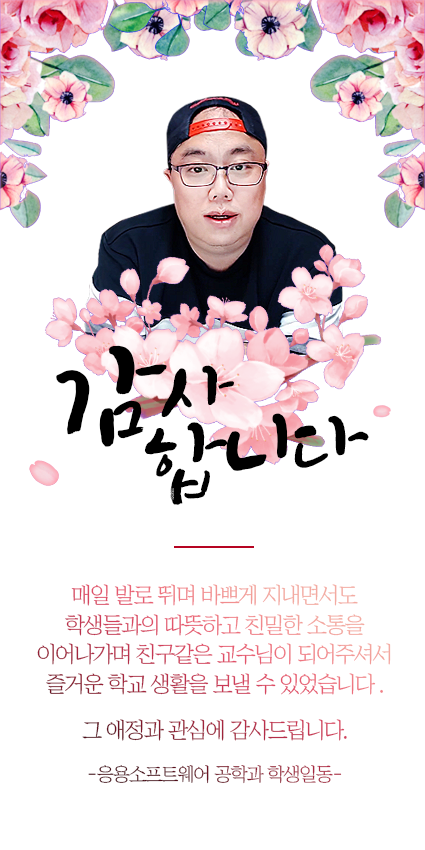 감사
합니다
매일 발로 뛰며 바쁘게 지내면서도
학생들과의 따뜻하고 친밀한 소통을
이어나가며 친구같은 교수님이 되어주셔서
즐거운 학교 생활을 보낼 수 있었습니다 .
그 애정과 관심에 감사드립니다.
-응용소프트웨어 공학과 학생일동-